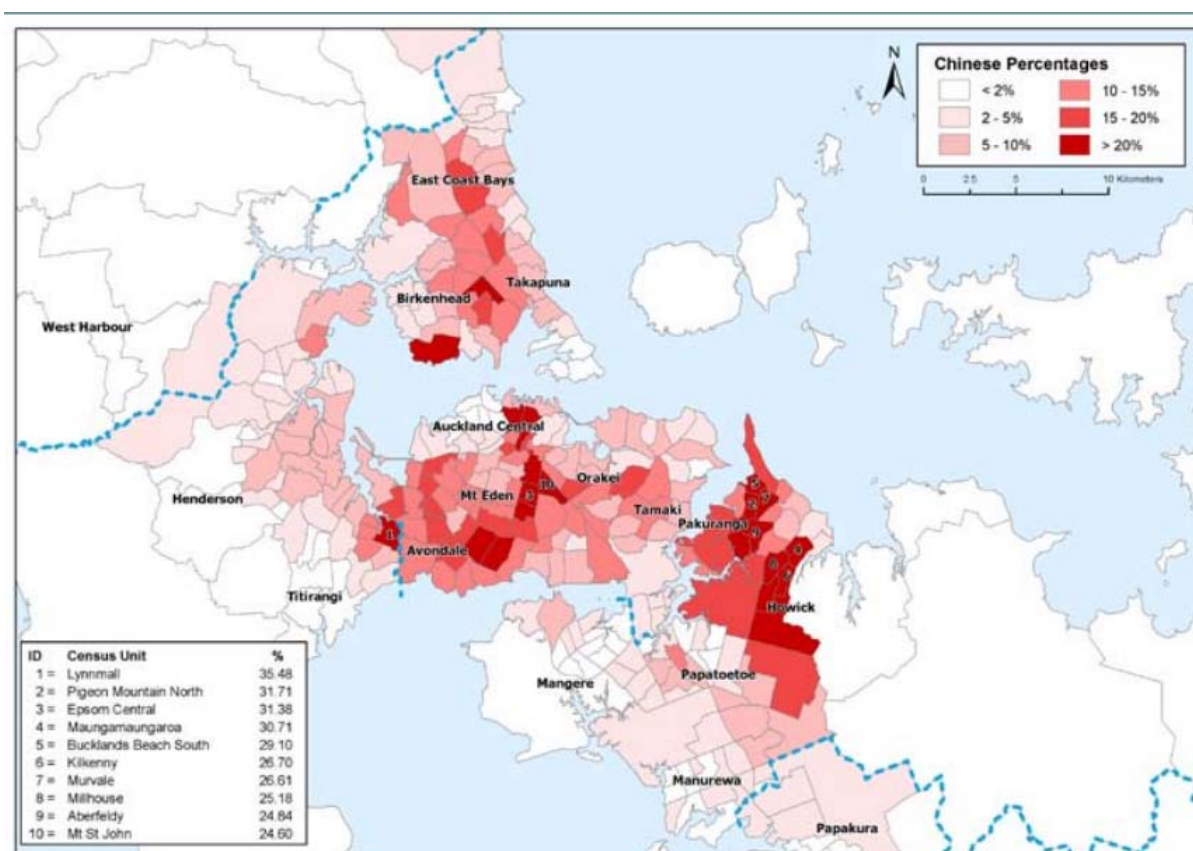 N
Chinese Percentages
< 2%
2 - 5%
5 - 10%
10 - 15%
15 - 20%
> 20%
0 2.5 5 10 Kilometers
East Coast Bays
Takapuna
Birkenhead
West Harbour
Auckland Central
Orakei
Mt Eden
10
3
Henderson
Tamaki
Pakuranga
9
1
Avondale
Titirangi
Howick
Papatoetoe
Mangere
Manurewa
Papakura
ID Census Unit %
1 = Lynnmall 35.48
2 = Pigeon Mountain North 31.71
3 = Epsom Central 31.38
4 = Maungamaungaroa 30.71
5 = Bucklands Beach South 29.10
6 = Kilkenny 26.70
7 = Murvale 26.61
8 = Millhouse 25.18
9 = Aberfeldy 24.84
10 = Mt St John 24.60